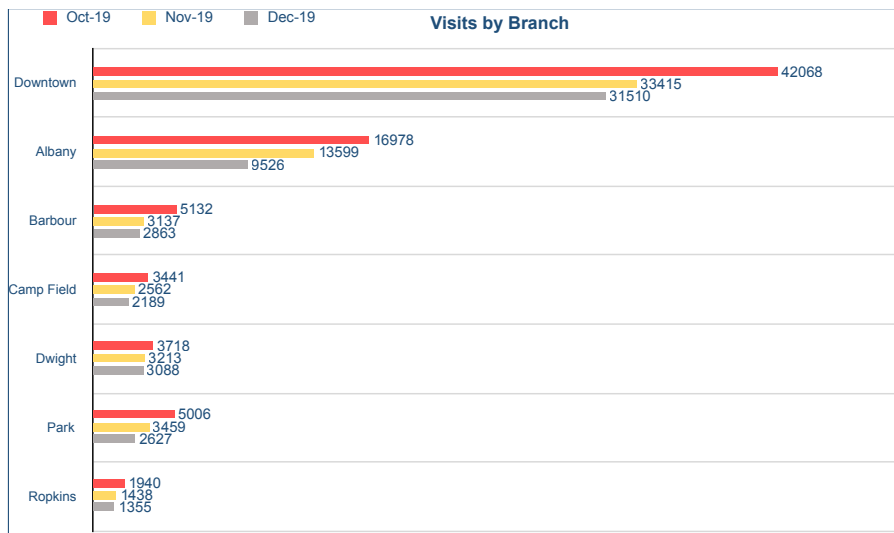 Oct-19 Nov-19 Dec-19
Visits by Branch
Downtown
42068
33415
31510
Albany
16978
13599
9526
Barbour
5132
3137
2863
Camp Field
3441
2562
2189
Dwight
3718
3213
3088
Park
5006
3459
2627
Ropkins
1940
1438
1355